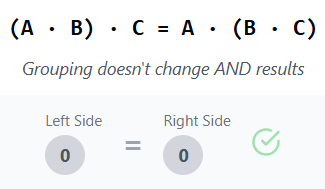 (A · B) · C = A · (B · C)
Grouping doesn't change AND results
Left Side Right Side
0 = 0